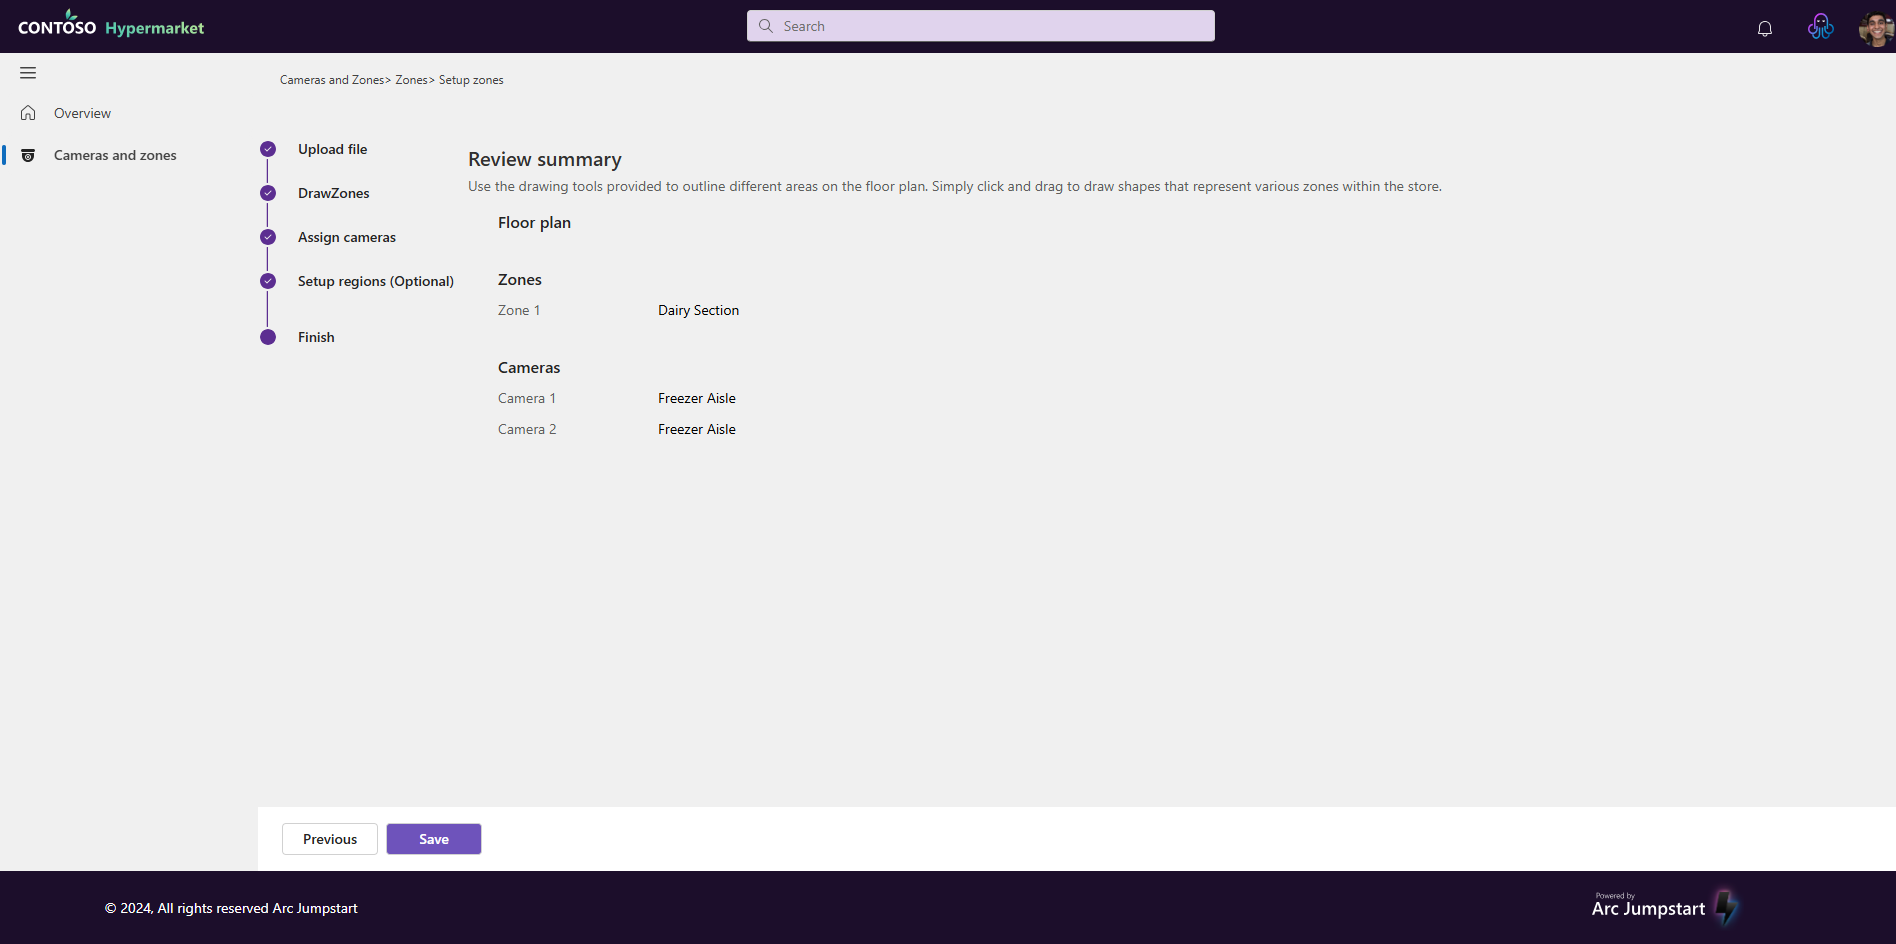 CONTOSO Hypermarket
Search
Cameras and Zones> Zones> Setup zones
Overview
Cameras and zones
Upload file
DrawZones
Assign cameras
Setup regions (Optional)
Finish
Review summary
Use the drawing tools provided to outline different areas on the floor plan. Simply click and drag to draw shapes that represent various zones within the store.
Floor plan
Zones
Zone 1 Dairy Section
Cameras
Camera 1 Freezer Aisle
Camera 2 Freezer Aisle
Previous Save
© 2024, All rights reserved Arc Jumpstart
Powered by
Arc Jumpstart